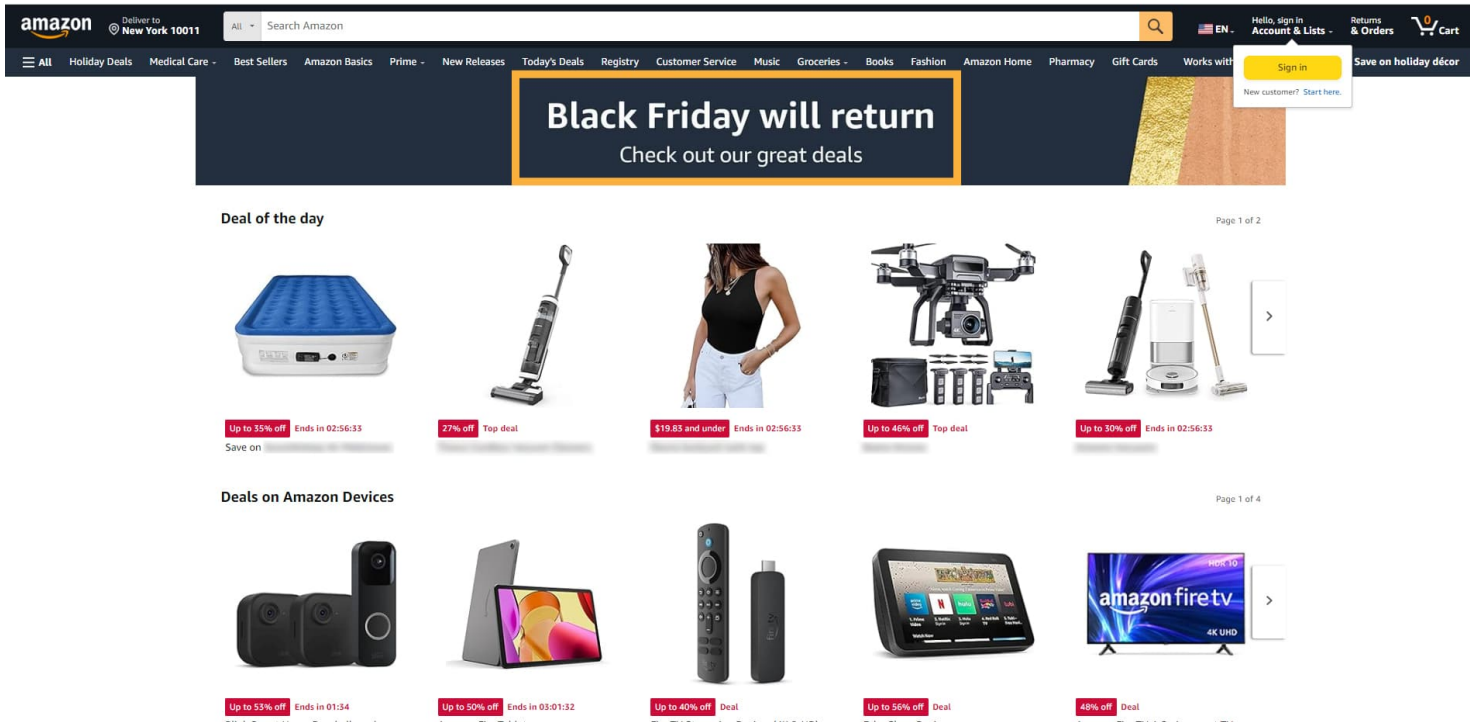 amazon
Deliver to
New York 10011
All
Search Amazon
EN
Hello, sign in
Account & Lists
Returns
& Orders
0
Cart
All
Holiday Deals
Medical Care
Best Sellers
Amazon Basics
Prime
New Releases
Today's Deals
Registry
Customer Service
Music
Groceries
Books
Fashion
Amazon Home
Pharmacy
Gift Cards
Works with
Save on holiday décor
Sign in
New customer? Start here.
Black Friday will return
Check out our great deals
Deal of the day
Page 1 of 2
Up to 35% off Ends in 02:56:33
27% off Top deal
$19.83 and under Ends in 02:56:33
Up to 46% off Top deal
Up to 30% off Ends in 02:56:33
Save on
Deals on Amazon Devices
Page 1 of 4
HDR 10
amazon fire tv
4K UHD
Up to 53% off Ends in 01:34
Up to 50% off Ends in 03:01:32
Up to 40% off Deal
Up to 56% off Deal
48% off Deal